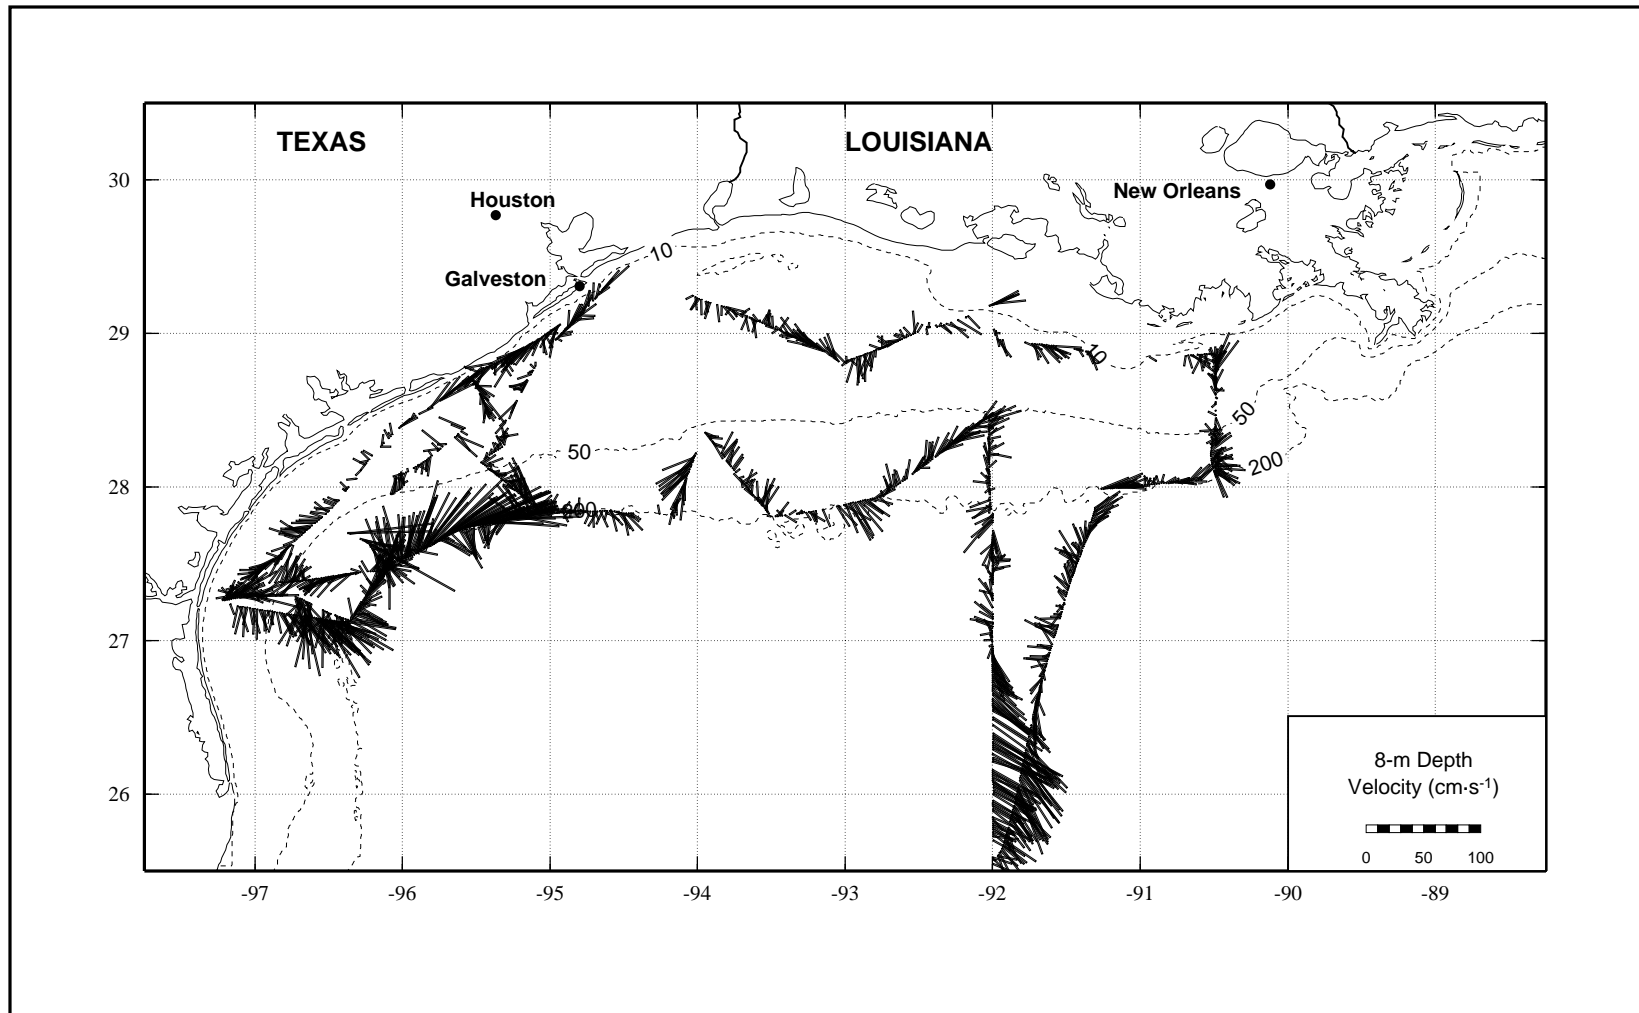 TEXAS
LOUISIANA
30
Houston
New Orleans
10
Galveston
29
10
50
50
200
28
200
27
26
8-m Depth
Velocity (cm·s-1)
0 50 100
-97 -96 -95 -94 -93 -92 -91 -90 -89